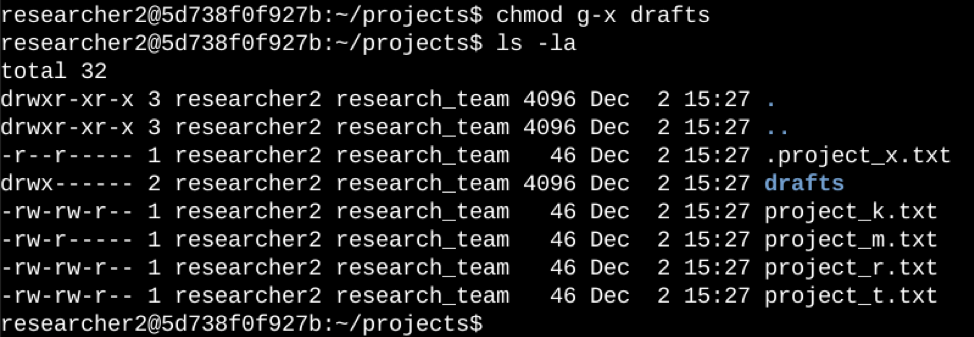 researcher2@5d738f0f927b:~/projects$ chmod g-x drafts
researcher2@5d738f0f927b:~/projects$ ls -la
total 32
drwxr-xr-x 3 researcher2 research_team 4096 Dec  2 15:27 .
drwxr-xr-x 3 researcher2 research_team 4096 Dec  2 15:27 ..
-r--r----- 1 researcher2 research_team   46 Dec  2 15:27 .project_x.txt
drwx------ 2 researcher2 research_team 4096 Dec  2 15:27 drafts
-rw-rw-r-- 1 researcher2 research_team   46 Dec  2 15:27 project_k.txt
-rw-r----- 1 researcher2 research_team   46 Dec  2 15:27 project_m.txt
-rw-rw-r-- 1 researcher2 research_team   46 Dec  2 15:27 project_r.txt
-rw-rw-r-- 1 researcher2 research_team   46 Dec  2 15:27 project_t.txt
researcher2@5d738f0f927b:~/projects$